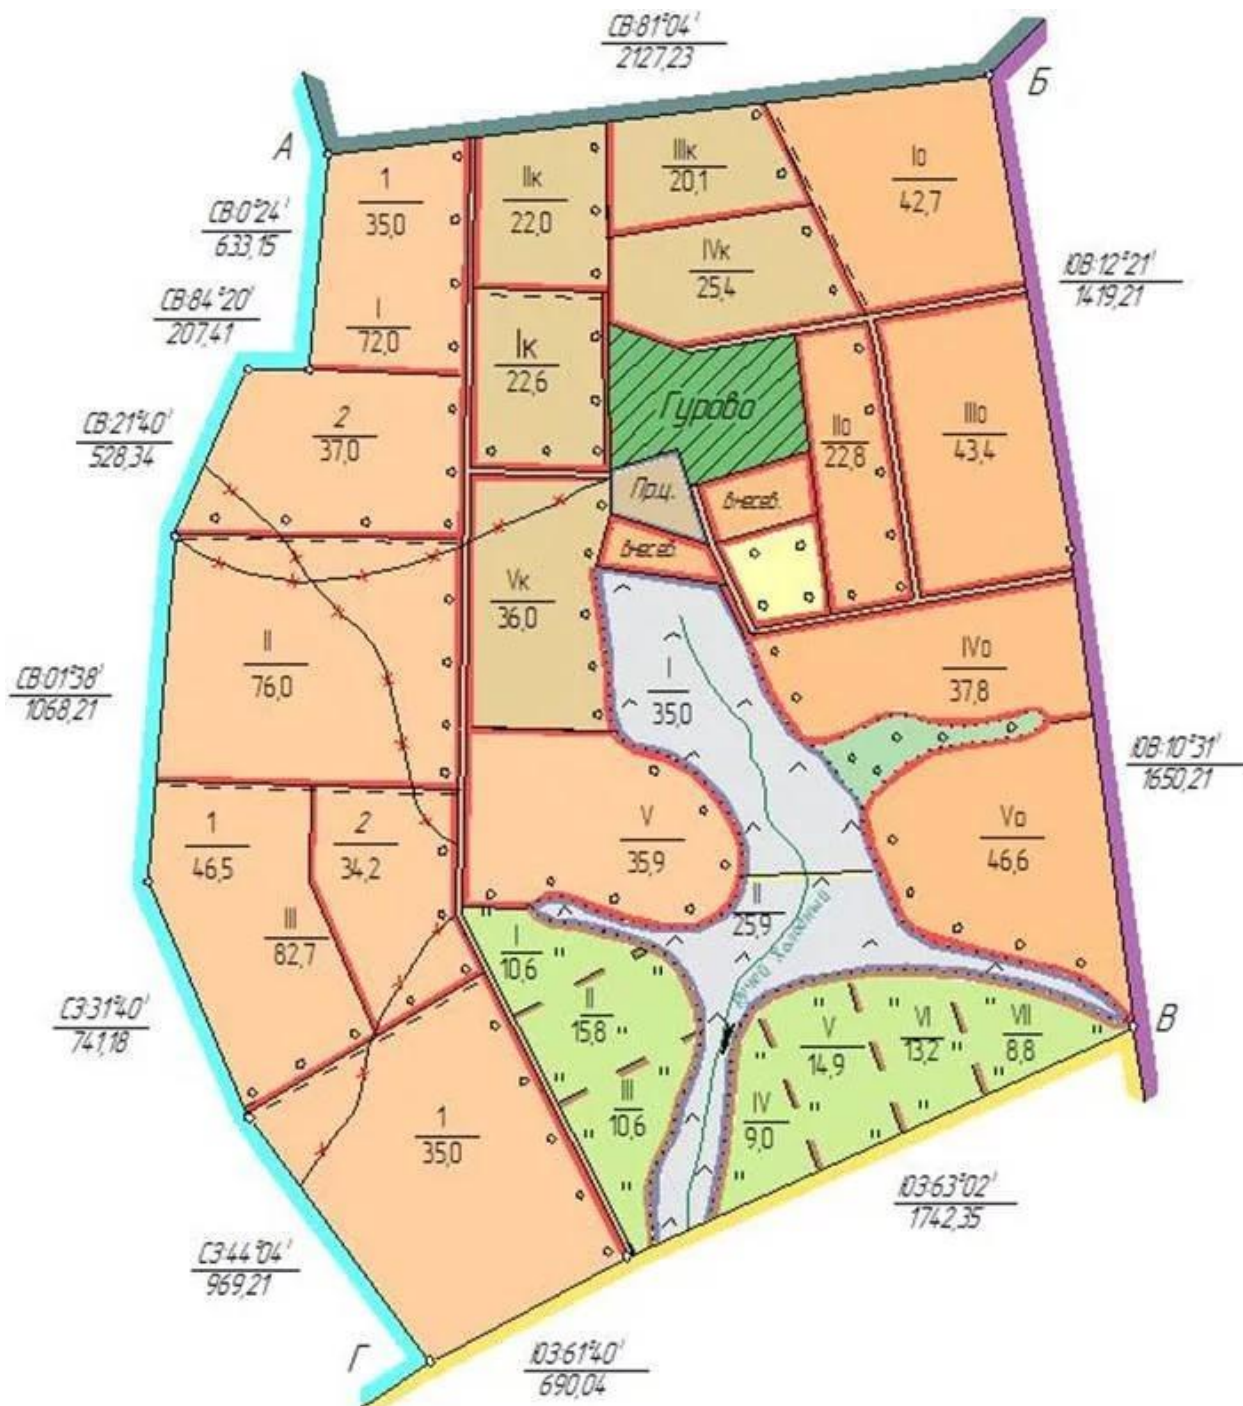 СВ:81°04'
2127,23
Б
А
1
35,0
IIк
22,0
IIIк
20,1
Iо
42,7
СВ:0°24'
633,15
IVк
25,4
ЮВ:12°21'
1419,21
СВ:84°20'
207,41
I
72,0
Iк
22,6
Гурово
2
37,0
IIо
22,8
IIIо
43,4
СВ:21°40'
528,34
Пр.ц.
внесев.
внесев.
Vк
36,0
II
76,0
I
35,0
IVо
37,8
СВ:01°38'
1068,21
ЮВ:10°31'
1650,21
1
46,5
2
34,2
V
35,9
Vо
46,6
II
25,9
Ручей Холодный
III
82,7
I
10,6
II
15,8
V
14,9
VI
13,2
VII
8,8
В
СЗ:31°40'
741,18
III
10,6
IV
9,0
1
35,0
ЮЗ:63°02'
1742,35
СЗ:44°04'
969,21
Г
ЮЗ:61°40'
690,04